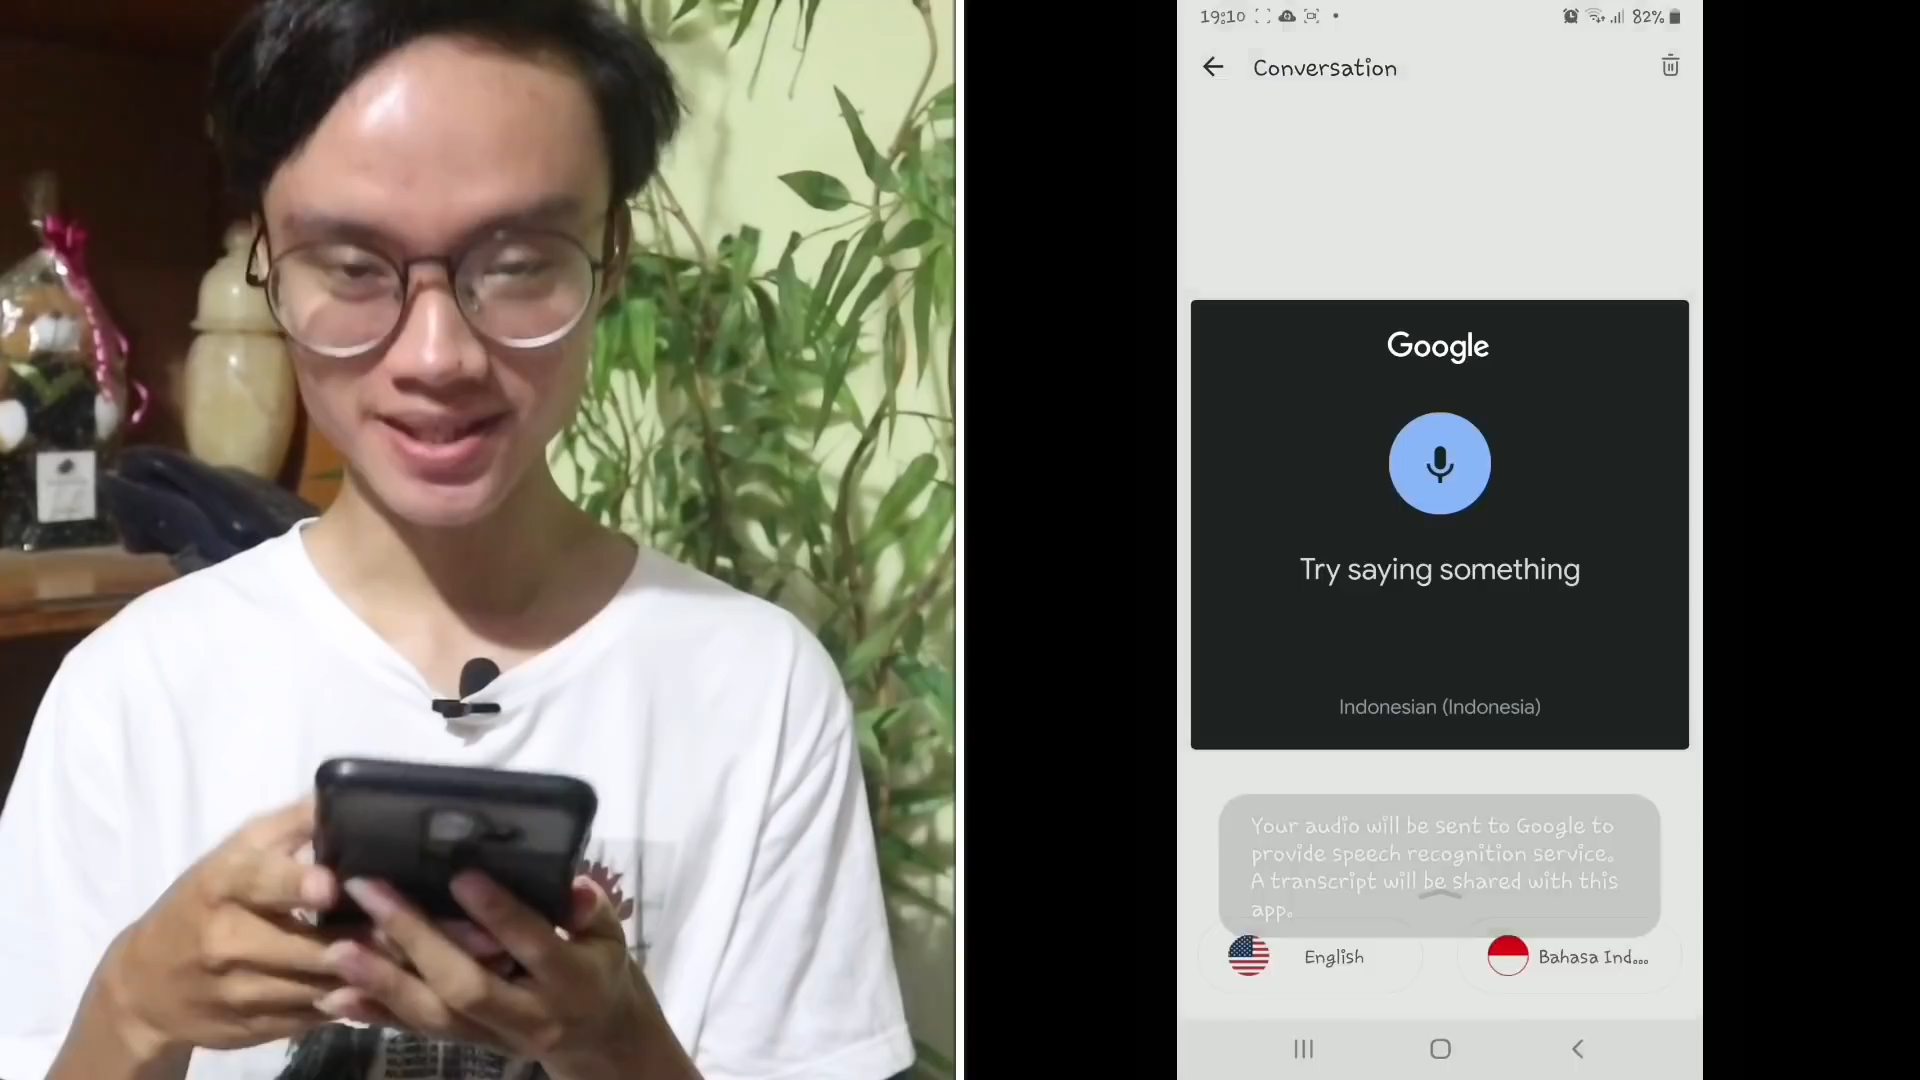 19:10
82%
Conversation
Google
Try saying something
Indonesian (Indonesia)
Your audio will be sent to Google to
provide speech recognition service.
A transcript will be shared with this
app.
English
Bahasa Ind...